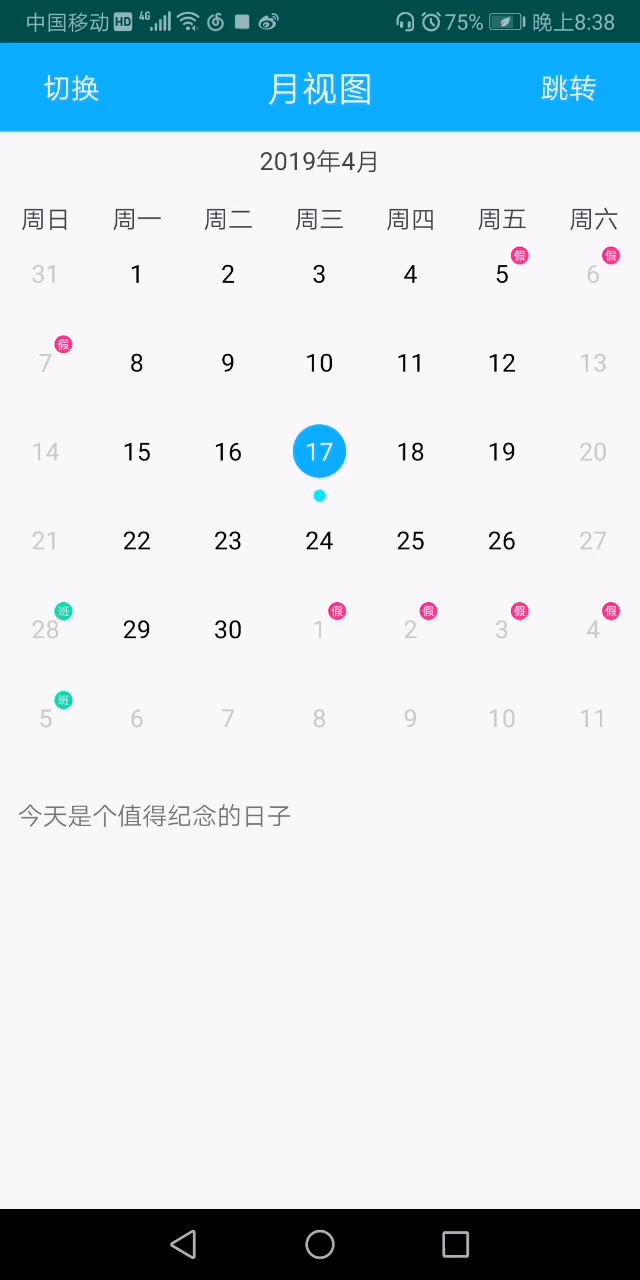 中国移动 HD 4G 75% 晚上8:38
切换 月视图 跳转
2019年4月
周日 周一 周二 周三 周四 周五 周六
31 1 2 3 4 5 假 6 假
7 假 8 9 10 11 12 13
14 15 16 17 18 19 20
21 22 23 24 25 26 27
28 班 29 30 1 假 2 假 3 假 4 假
5 班 6 7 8 9 10 11
今天是个值得纪念的日子